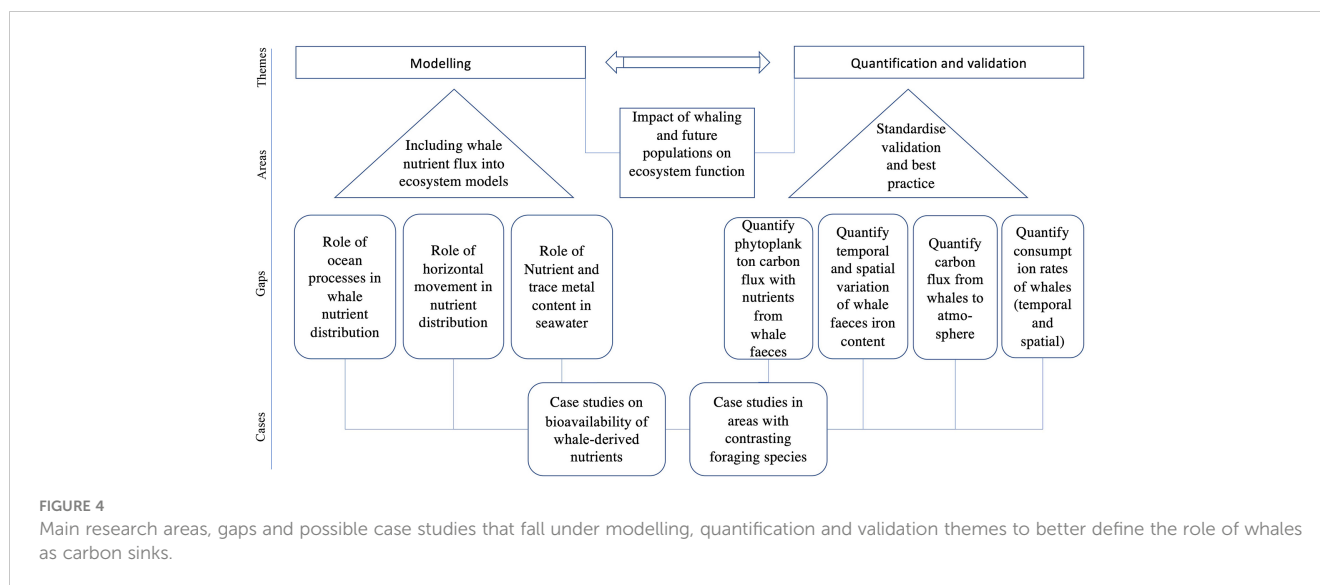 Themes
Modelling
Quantification and validation
Areas
Including whale
nutrient flux into
ecosystem models
Impact of whaling
and future
populations on
ecosystem function
Standardise
validation
and best
practice
Gaps
Role of
ocean
processes in
whale
nutrient
distribution
Role of
horizontal
movement in
nutrient
distribution
Role of
Nutrient and
trace metal
content in
seawater
Quantify
phytoplank
ton carbon
flux with
nutrients
from
whale
faeces
Quantify
temporal
and spatial
variation
of whale
faeces iron
content
Quantify
carbon
flux from
whales to
atmo-
sphere
Quantify
consumpt
ion rates
of whales
(temporal
and
spatial)
Cases
Case studies on
bioavailability of
whale-derived
nutrients
Case studies in
areas with
contrasting
foraging species
FIGURE 4
Main research areas, gaps and possible case studies that fall under modelling, quantification and validation themes to better define the role of whales
as carbon sinks.